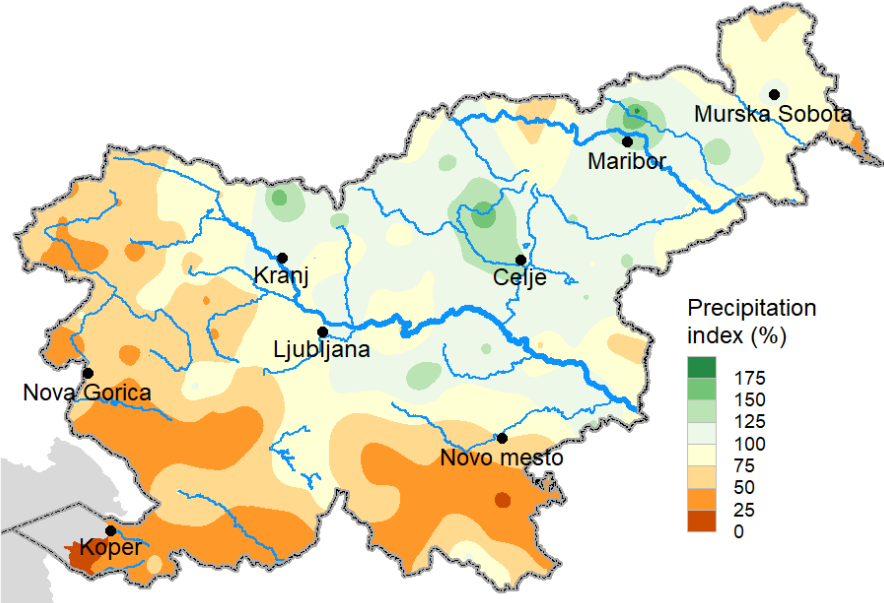 Murska Sobota
Maribor
Kranj
Celje
Ljubljana
Nova Gorica
Novo mesto
Koper
Precipitation
index (%)
175
150
125
100
75
50
25
0